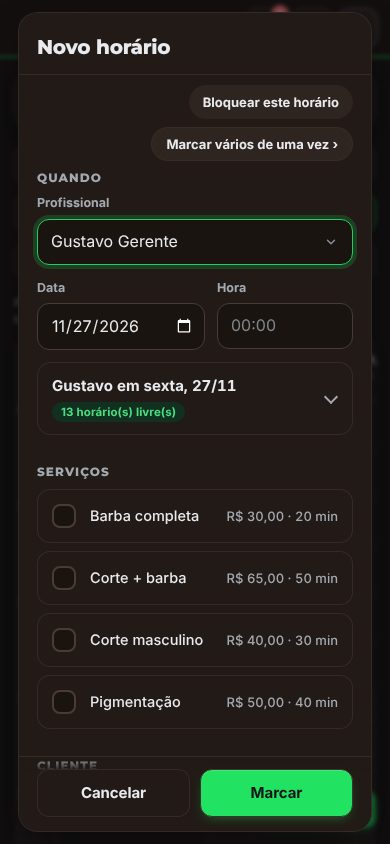 Novo horário
Bloquear este horário
Marcar vários de uma vez ›
QUANDO
Profissional
Gustavo Gerente
Data
Hora
11/27/2026
00:00
Gustavo em sexta, 27/11
13 horário(s) livre(s)
SERVIÇOS
Barba completa
R$ 30,00 · 20 min
Corte + barba
R$ 65,00 · 50 min
Corte masculino
R$ 40,00 · 30 min
Pigmentação
R$ 50,00 · 40 min
CLIENTE
Cancelar
Marcar